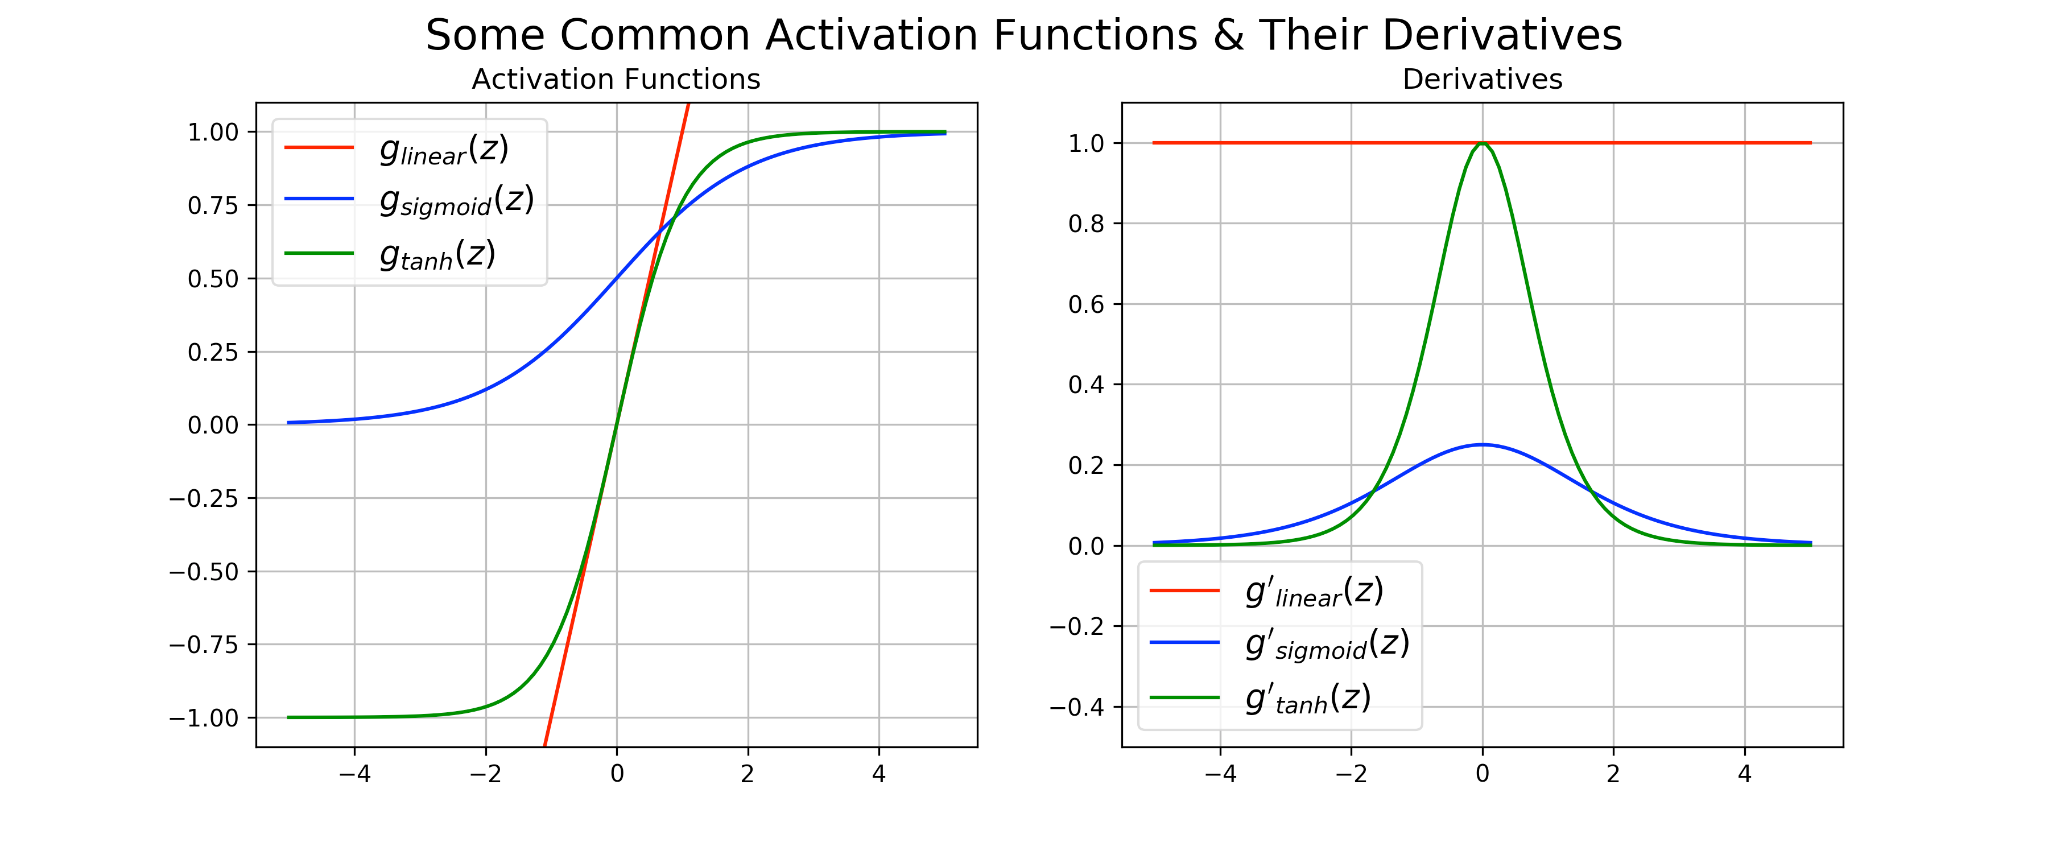 Some Common Activation Functions & Their Derivatives
Activation Functions
1.00
0.75
0.50
0.25
0.00
−0.25
−0.50
−0.75
−1.00
g_linear(z)
g_sigmoid(z)
g_tanh(z)
−4 −2 0 2 4
Derivatives
1.0
0.8
0.6
0.4
0.2
0.0
−0.2
−0.4
g′_linear(z)
g′_sigmoid(z)
g′_tanh(z)
−4 −2 0 2 4